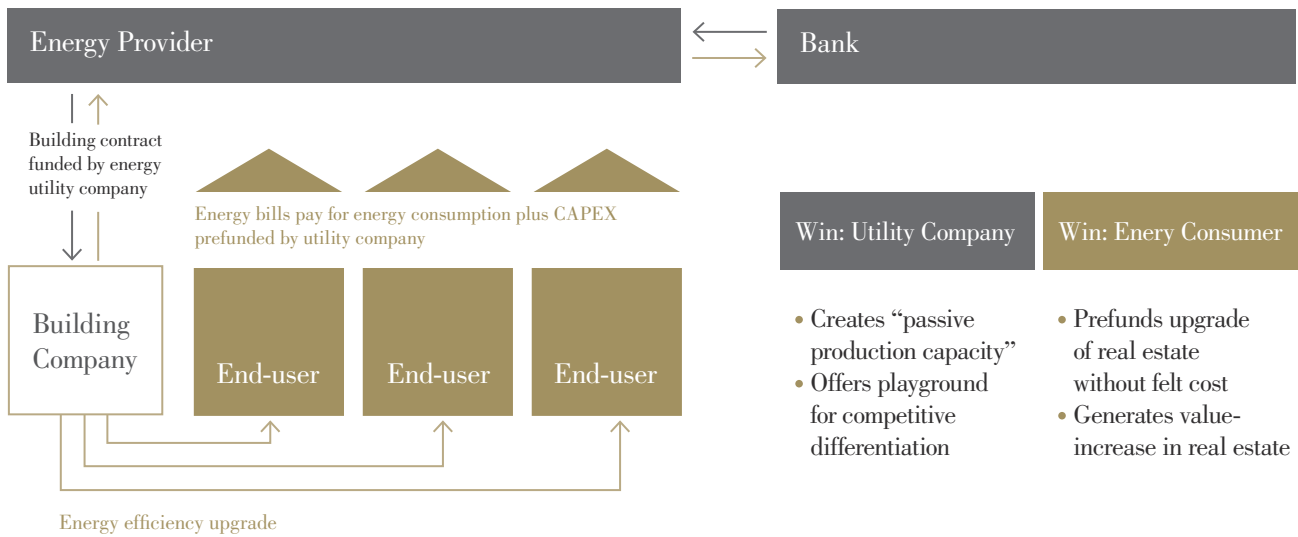 Energy Provider
Bank
Building contract
funded by energy
utility company
Energy bills pay for energy consumption plus CAPEX
prefunded by utility company
Building
Company
End-user
End-user
End-user
Energy efficiency upgrade
Win: Utility Company
• Creates “passive
production capacity”
• Offers playground
for competitive
differentiation
Win: Enery Consumer
• Prefunds upgrade
of real estate
without felt cost
• Generates value-
increase in real estate